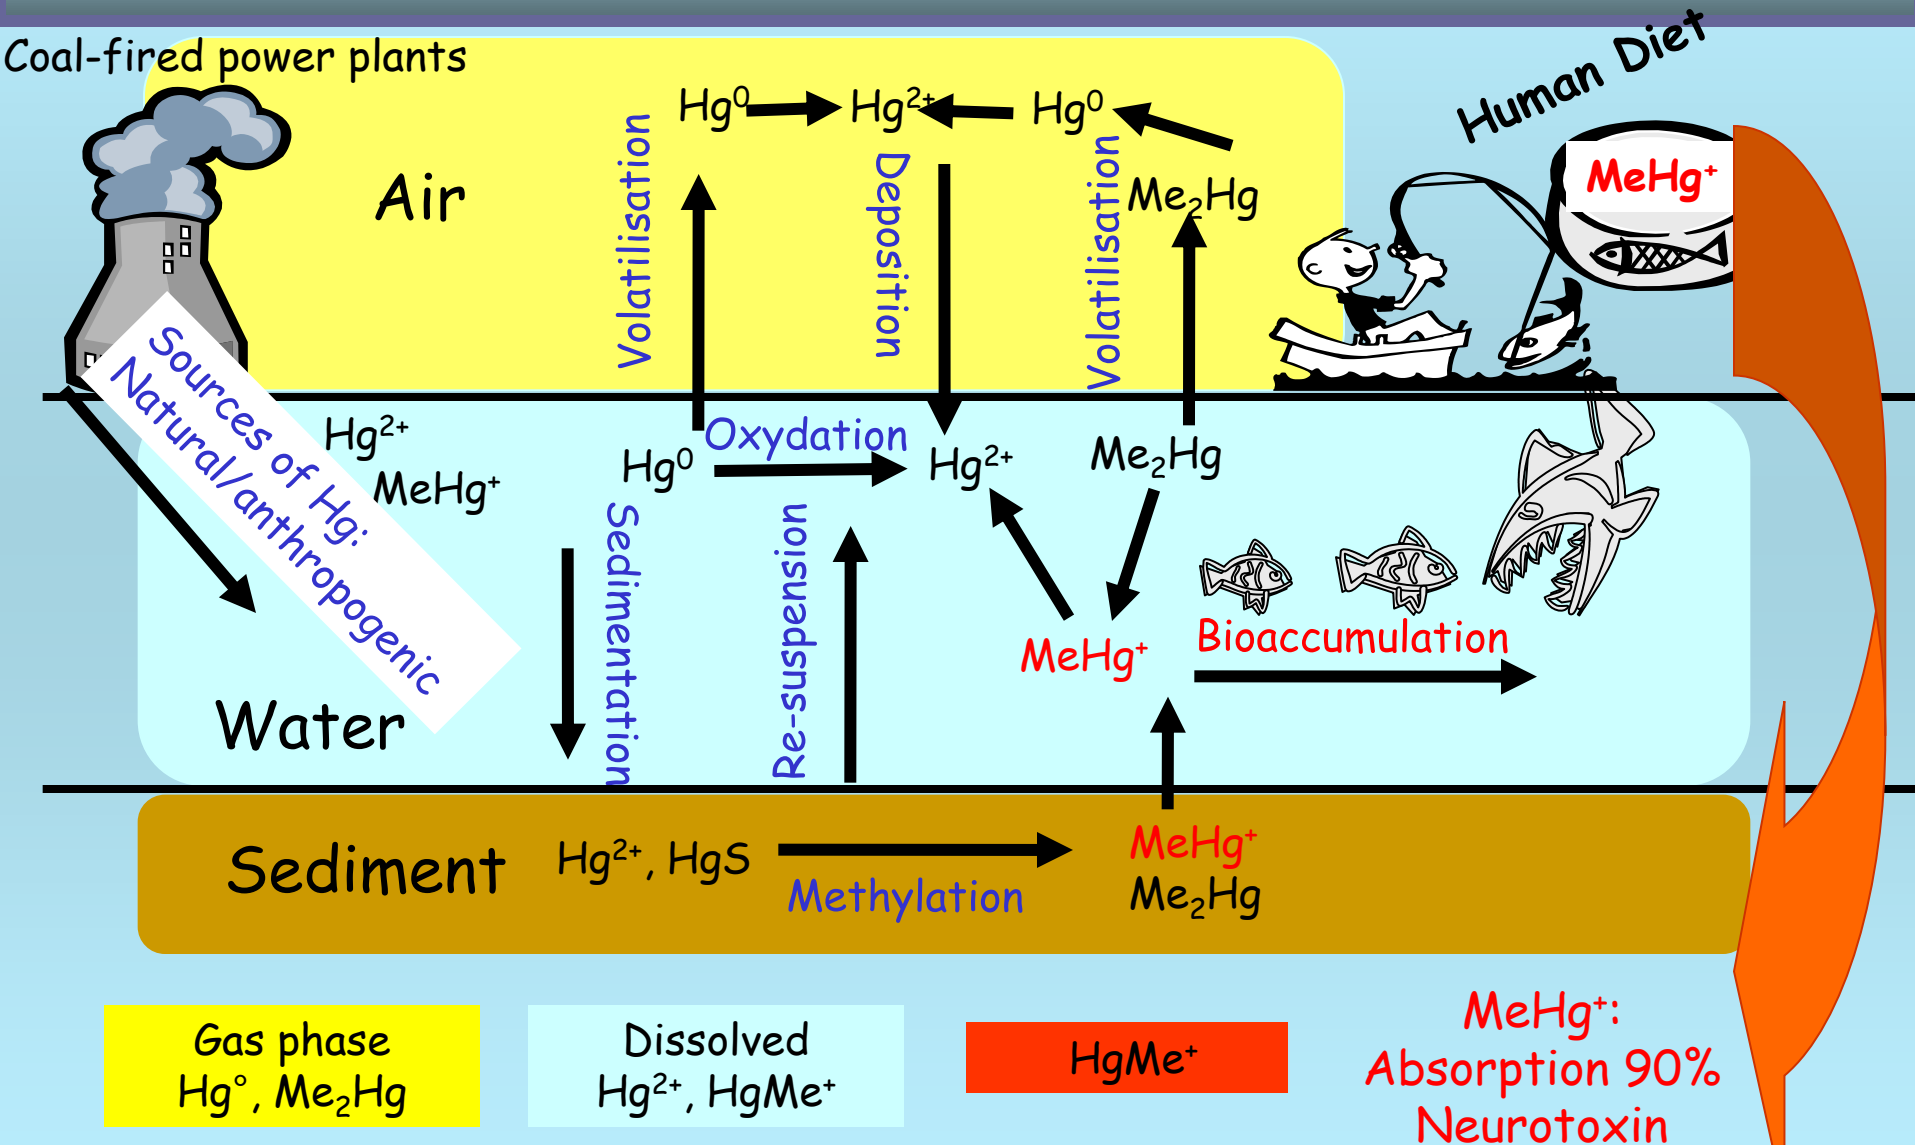 Coal-fired power plants
Human Diet
Hg⁰
Hg²⁺
Hg⁰
MeHg⁺
Air
Volatilisation
Deposition
Volatilisation
Me₂Hg
Sources of Hg:
Natural/anthropogenic
Hg²⁺
MeHg⁺
Hg⁰
Oxydation
Hg²⁺
Me₂Hg
Sedimentation
Re-suspension
MeHg⁺
Bioaccumulation
Water
Sediment
Hg²⁺, HgS
Methylation
MeHg⁺
Me₂Hg
Gas phase
Hg°, Me₂Hg
Dissolved
Hg²⁺, HgMe⁺
HgMe⁺
MeHg⁺:
Absorption 90%
Neurotoxin